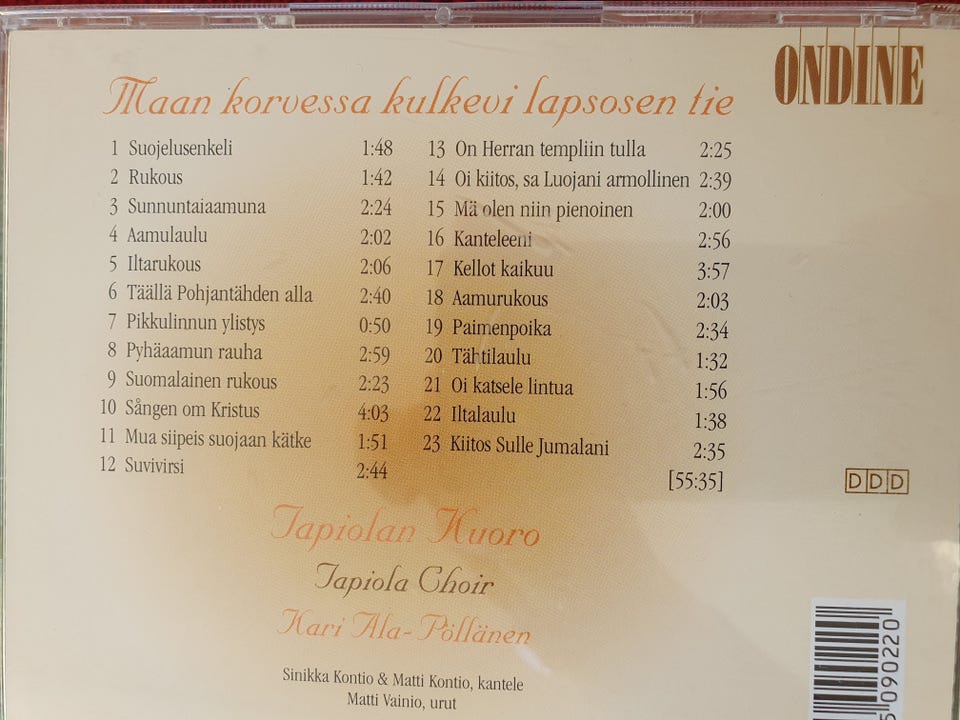 ONDINE
Maan korvessa kulkevi lapsosen tie
1 Suojelusenkeli 1:48
2 Rukous 1:42
3 Sunnuntaiaamuna 2:24
4 Aamulaulu 2:02
5 Iltarukous 2:06
6 Täällä Pohjantähden alla 2:40
7 Pikkulinnun ylistys 0:50
8 Pyhäaamun rauha 2:59
9 Suomalainen rukous 2:23
10 Sången om Kristus 4:03
11 Mua siipeis suojaan kätke 1:51
12 Suvivirsi 2:44
13 On Herran templiin tulla 2:25
14 Oi kiitos, sa Luojani armollinen 2:39
15 Mä olen niin pienoinen 2:00
16 Kanteleeni 2:56
17 Kellot kaikuu 3:57
18 Aamurukous 2:03
19 Paimenpoika 2:34
20 Tähtilaulu 1:32
21 Oi katsele lintua 1:56
22 Iltalaulu 1:38
23 Kiitos Sulle Jumalani 2:35
[55:35]
DDD
Tapiolan Kuoro
Tapiola Choir
Kari Ala-Pöllänen
Sinikka Kontio & Matti Kontio, kantele
Matti Vainio, urut
5 090220